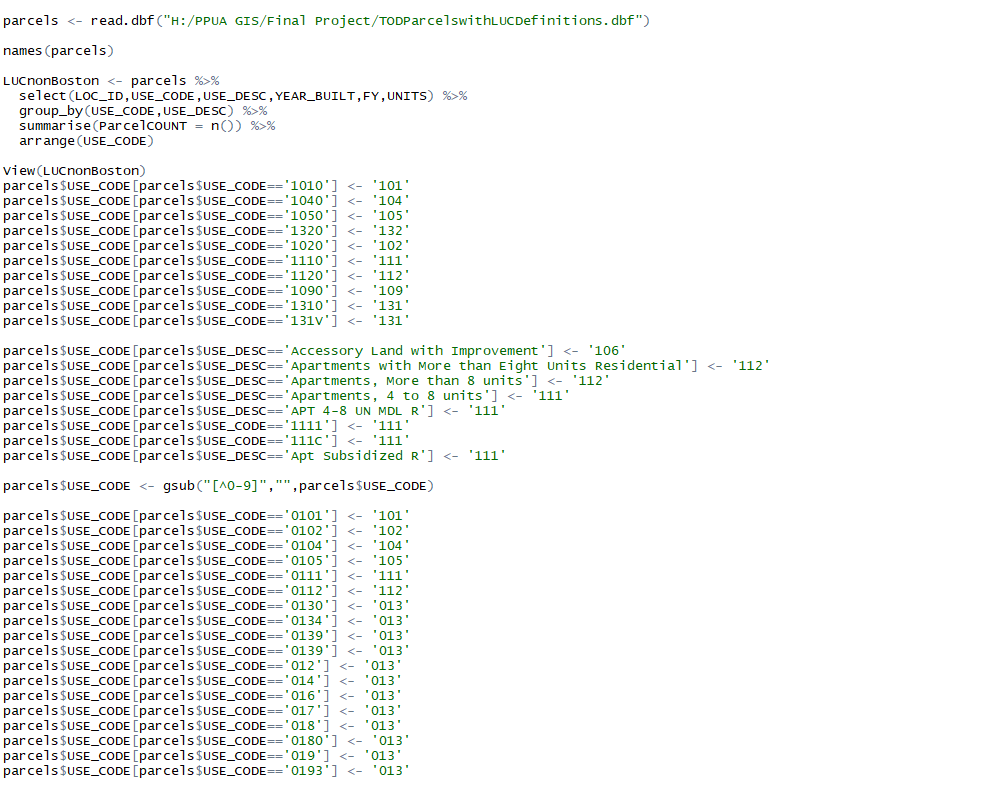 parcels <- read.dbf("H:/PPUA GIS/Final Project/TODParcelswithLUCDefinitions.dbf")
names(parcels)
LUCnonBoston <- parcels %>%
  select(LOC_ID,USE_CODE,USE_DESC,YEAR_BUILT,FY,UNITS) %>%
  group_by(USE_CODE,USE_DESC) %>%
  summarise(ParcelCOUNT = n()) %>%
  arrange(USE_CODE)
View(LUCnonBoston)
parcels$USE_CODE[parcels$USE_CODE=='1010'] <- '101'
parcels$USE_CODE[parcels$USE_CODE=='1040'] <- '104'
parcels$USE_CODE[parcels$USE_CODE=='1050'] <- '105'
parcels$USE_CODE[parcels$USE_CODE=='1320'] <- '132'
parcels$USE_CODE[parcels$USE_CODE=='1020'] <- '102'
parcels$USE_CODE[parcels$USE_CODE=='1110'] <- '111'
parcels$USE_CODE[parcels$USE_CODE=='1120'] <- '112'
parcels$USE_CODE[parcels$USE_CODE=='1090'] <- '109'
parcels$USE_CODE[parcels$USE_CODE=='1310'] <- '131'
parcels$USE_CODE[parcels$USE_CODE=='131V'] <- '131'
parcels$USE_CODE[parcels$USE_DESC=='Accessory Land with Improvement'] <- '106'
parcels$USE_CODE[parcels$USE_DESC=='Apartments with More than Eight Units Residential'] <- '112'
parcels$USE_CODE[parcels$USE_DESC=='Apartments, More than 8 units'] <- '112'
parcels$USE_CODE[parcels$USE_DESC=='Apartments, 4 to 8 units'] <- '111'
parcels$USE_CODE[parcels$USE_DESC=='APT 4-8 UN MDL R'] <- '111'
parcels$USE_CODE[parcels$USE_CODE=='1111'] <- '111'
parcels$USE_CODE[parcels$USE_CODE=='111C'] <- '111'
parcels$USE_CODE[parcels$USE_DESC=='Apt Subsidized R'] <- '111'
parcels$USE_CODE <- gsub("[^0-9]","",parcels$USE_CODE)
parcels$USE_CODE[parcels$USE_CODE=='0101'] <- '101'
parcels$USE_CODE[parcels$USE_CODE=='0102'] <- '102'
parcels$USE_CODE[parcels$USE_CODE=='0104'] <- '104'
parcels$USE_CODE[parcels$USE_CODE=='0105'] <- '105'
parcels$USE_CODE[parcels$USE_CODE=='0111'] <- '111'
parcels$USE_CODE[parcels$USE_CODE=='0112'] <- '112'
parcels$USE_CODE[parcels$USE_CODE=='0130'] <- '013'
parcels$USE_CODE[parcels$USE_CODE=='0134'] <- '013'
parcels$USE_CODE[parcels$USE_CODE=='0139'] <- '013'
parcels$USE_CODE[parcels$USE_CODE=='0139'] <- '013'
parcels$USE_CODE[parcels$USE_CODE=='012'] <- '013'
parcels$USE_CODE[parcels$USE_CODE=='014'] <- '013'
parcels$USE_CODE[parcels$USE_CODE=='016'] <- '013'
parcels$USE_CODE[parcels$USE_CODE=='017'] <- '013'
parcels$USE_CODE[parcels$USE_CODE=='018'] <- '013'
parcels$USE_CODE[parcels$USE_CODE=='0180'] <- '013'
parcels$USE_CODE[parcels$USE_CODE=='019'] <- '013'
parcels$USE_CODE[parcels$USE_CODE=='0193'] <- '013'